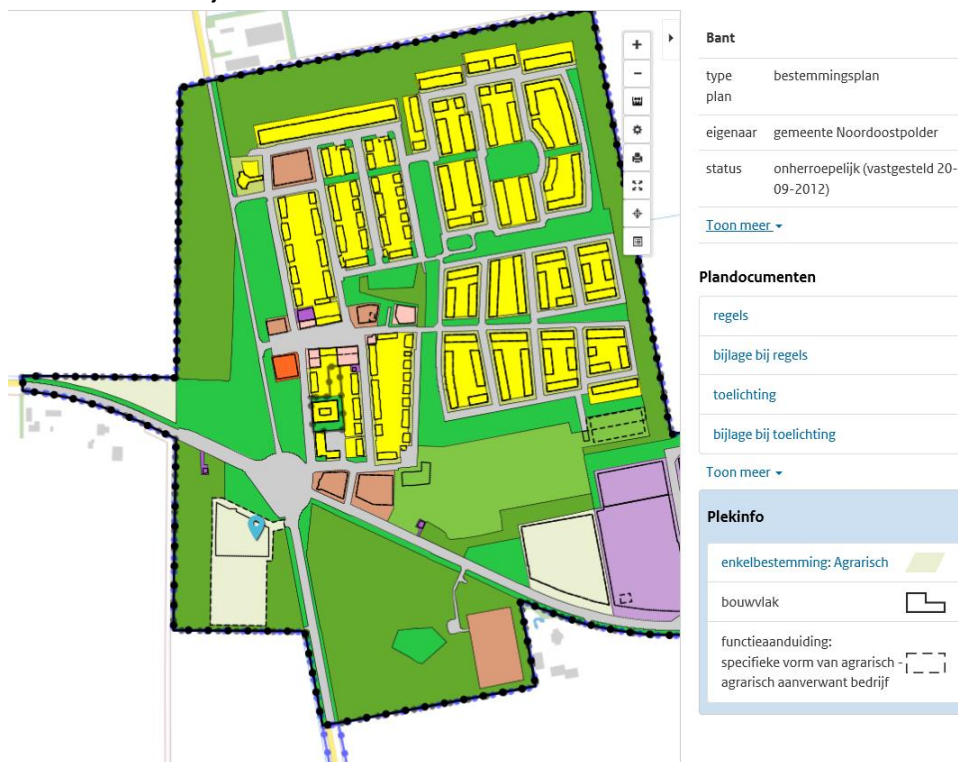 Bant
type bestemmingsplan
plan
eigenaar gemeente Noordoostpolder
status onherroepelijk (vastgesteld 20-
09-2012)
Toon meer
Plandocumenten
regels
bijlage bij regels
toelichting
bijlage bij toelichting
Toon meer
Plekinfo
enkelbestemming: Agrarisch
bouwvlak
functieaanduiding:
specifieke vorm van agrarisch -
agrarisch aanverwant bedrijf